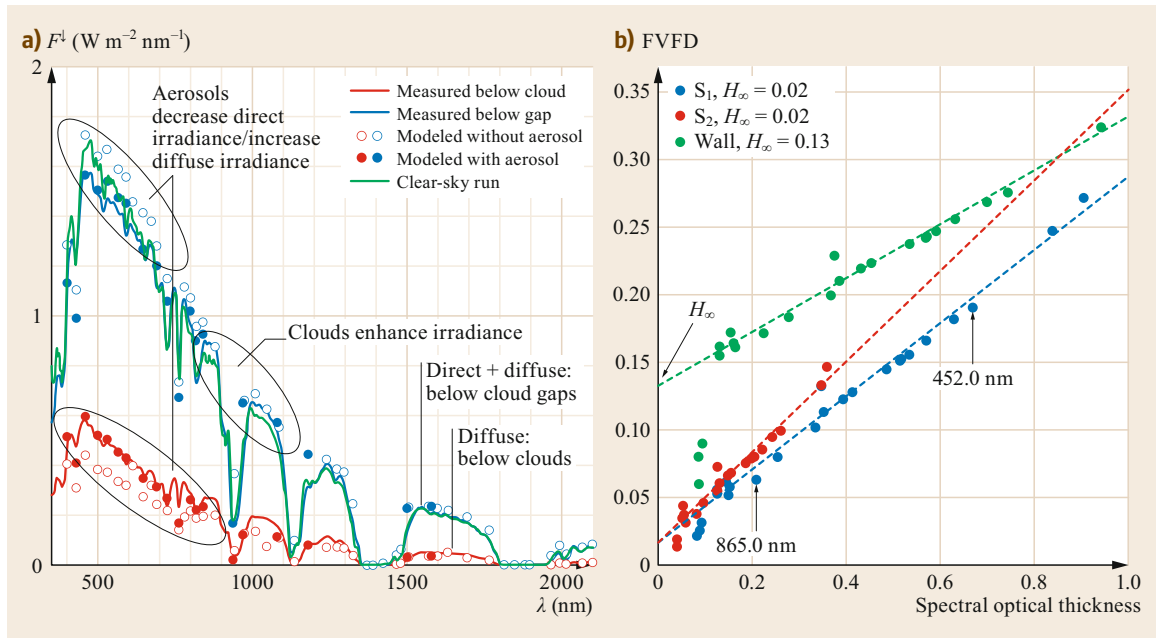 a) F↓ (W m⁻² nm⁻¹)
2
1
0
500
1000
1500
2000
λ (nm)
Aerosols
decrease direct
irradiance/increase
diffuse irradiance
Measured below cloud
Measured below gap
Modeled without aerosol
Modeled with aerosol
Clear-sky run
Clouds enhance irradiance
Direct + diffuse:
below cloud gaps
Diffuse:
below clouds
b) FVFD
0.35
0.30
0.25
0.20
0.15
0.10
0.05
0
0
0.2
0.4
0.6
0.8
1.0
Spectral optical thickness
S₁, H∞ = 0.02
S₂, H∞ = 0.02
Wall, H∞ = 0.13
H∞
452.0 nm
865.0 nm